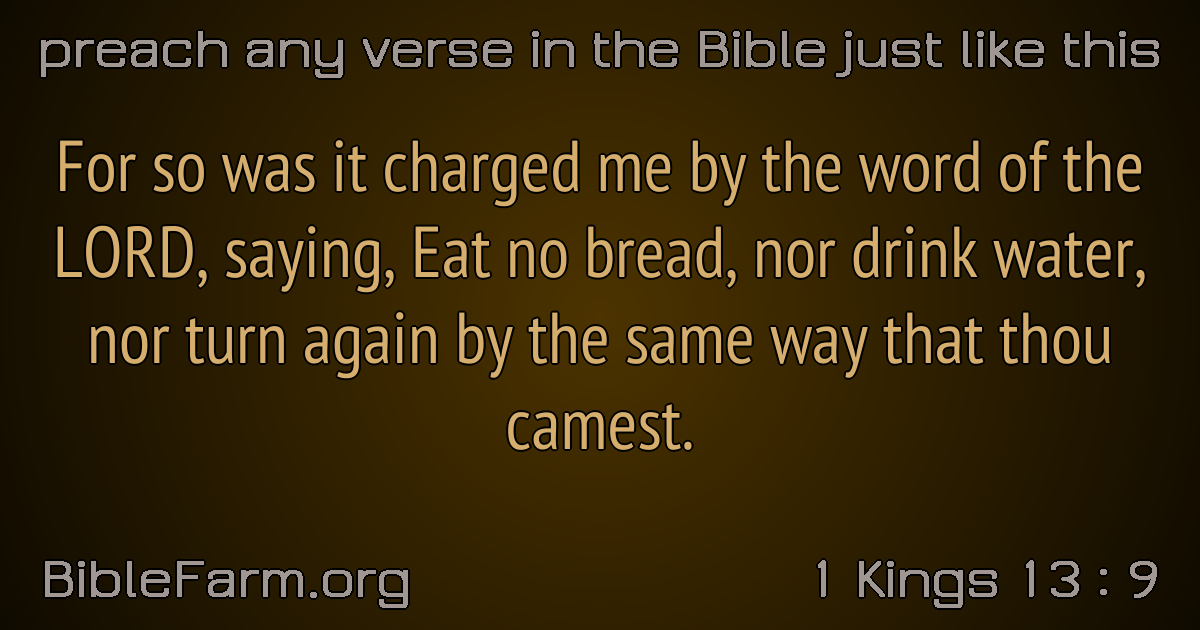 preach any verse in the Bible just like this
For so was it charged me by the word of the
LORD, saying, Eat no bread, nor drink water,
nor turn again by the same way that thou
camest.
BibleFarm.org
1 Kings 13 : 9